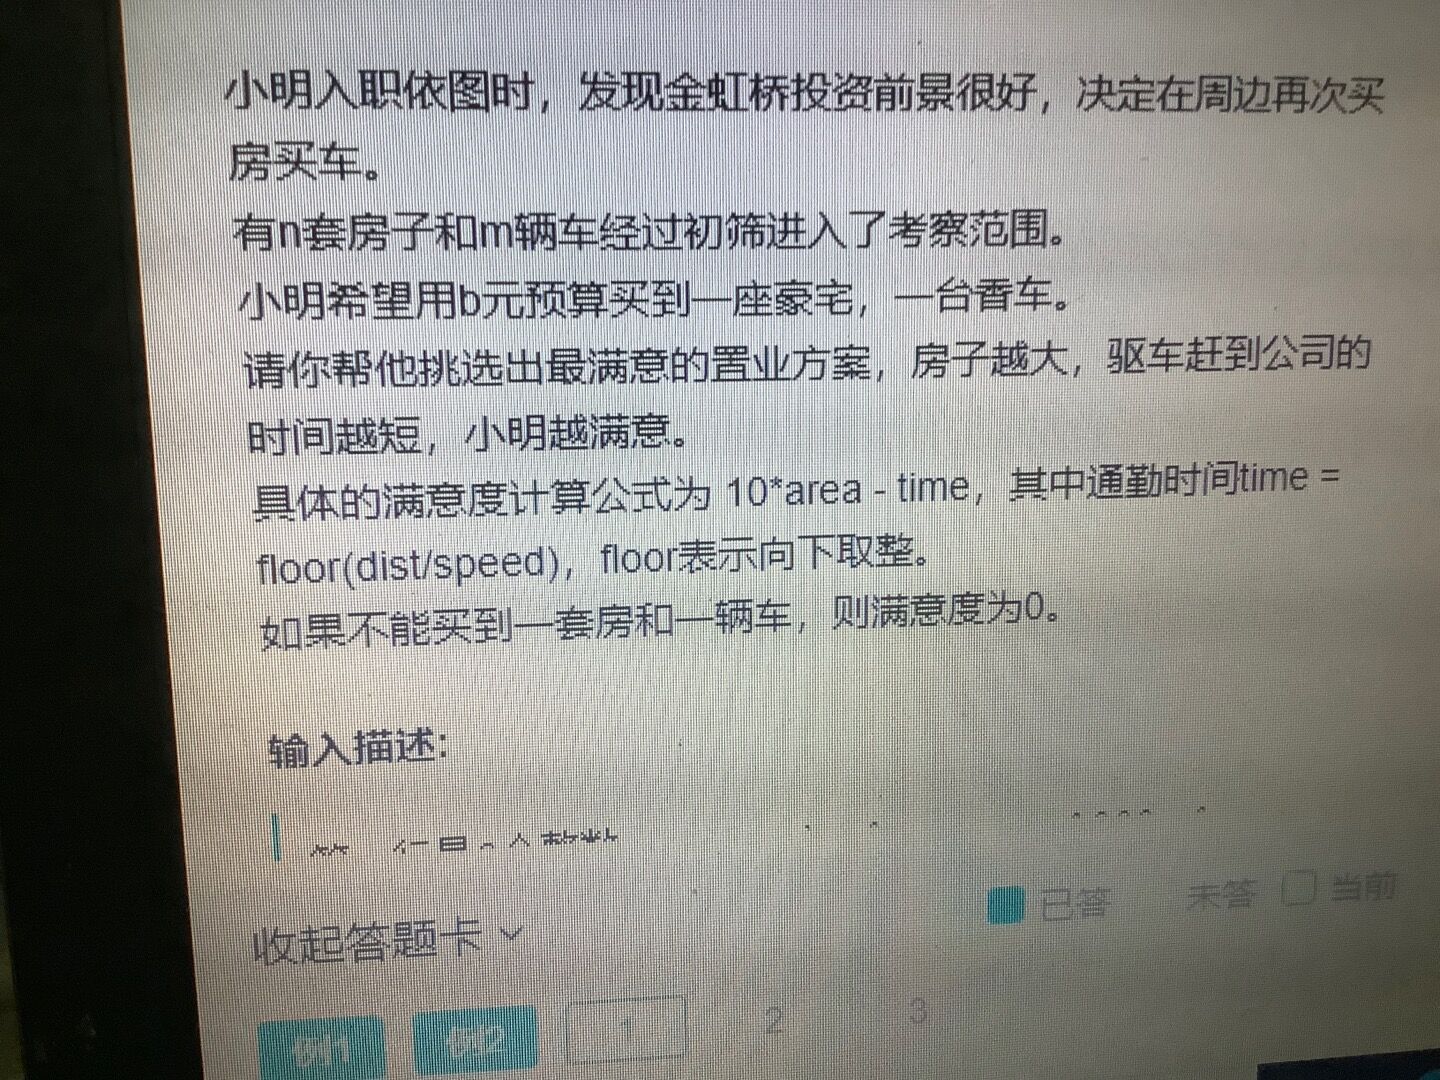 小明入职依图时，发现金虹桥投资前景很好，决定在周边再次买
房买车。
有n套房子和m辆车经过初筛进入了考察范围。
小明希望用b元预算买到一座豪宅，一台香车。
请你帮他挑选出最满意的置业方案，房子越大，驱车赶到公司的
时间越短，小明越满意。
具体的满意度计算公式为 10*area - time，其中通勤时间time =
floor(dist/speed)，floor表示向下取整。
如果不能买到一套房和一辆车，则满意度为0。
输入描述:
已答 未答 当前
收起答题卡
例1 例2 1 2 3